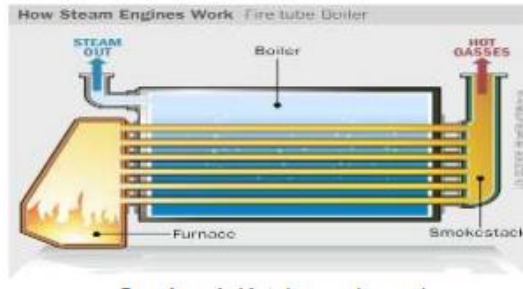 How Steam Engines Work Fire tube Boiler
STEAM OUT
Boiler
HOT GASSES
Furnace
Smokestack